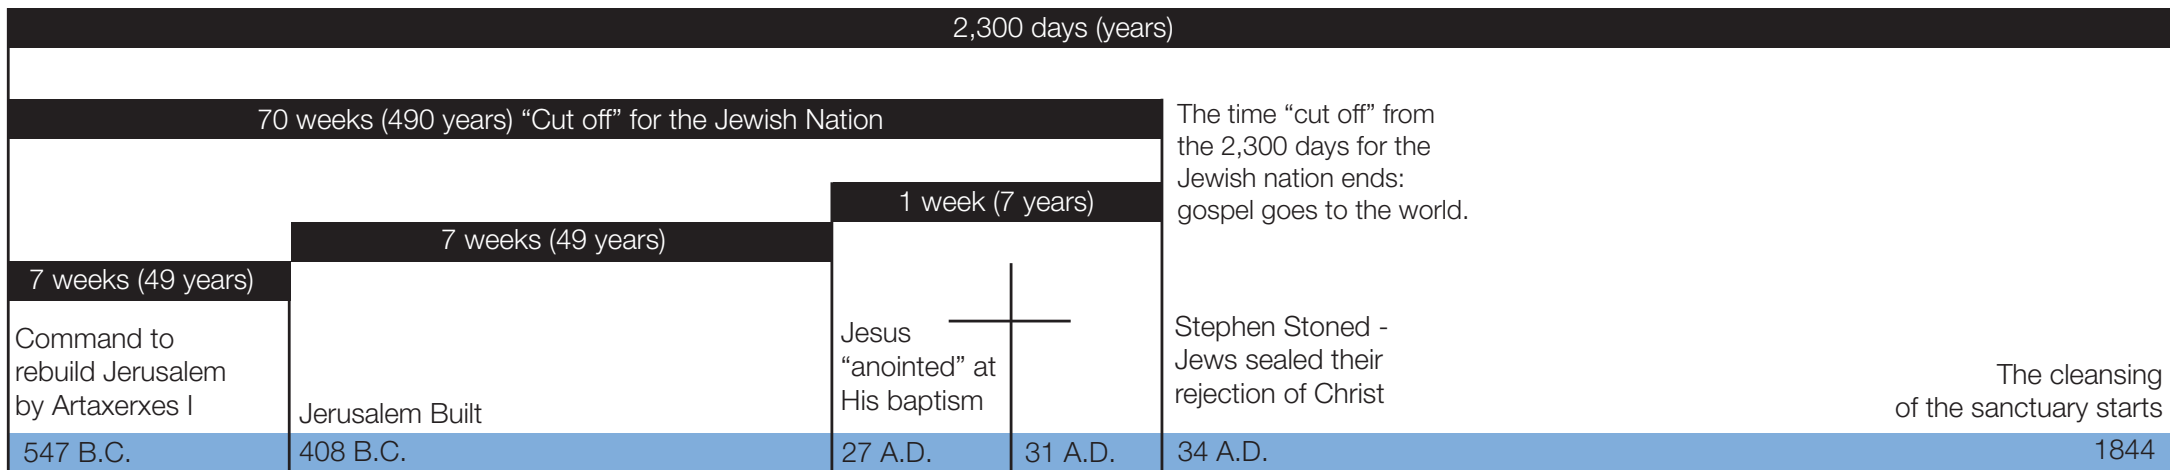 2,300 days (years)
70 weeks (490 years) “Cut off” for the Jewish Nation
The time “cut off” from
the 2,300 days for the
Jewish nation ends:
gospel goes to the world.
1 week (7 years)
7 weeks (49 years)
7 weeks (49 years)
Command to
rebuild Jerusalem
by Artaxerxes I
Jerusalem Built
Jesus
“anointed” at
His baptism
Stephen Stoned -
Jews sealed their
rejection of Christ
The cleansing
of the sanctuary starts
547 B.C.
408 B.C.
27 A.D.
31 A.D.
34 A.D.
1844